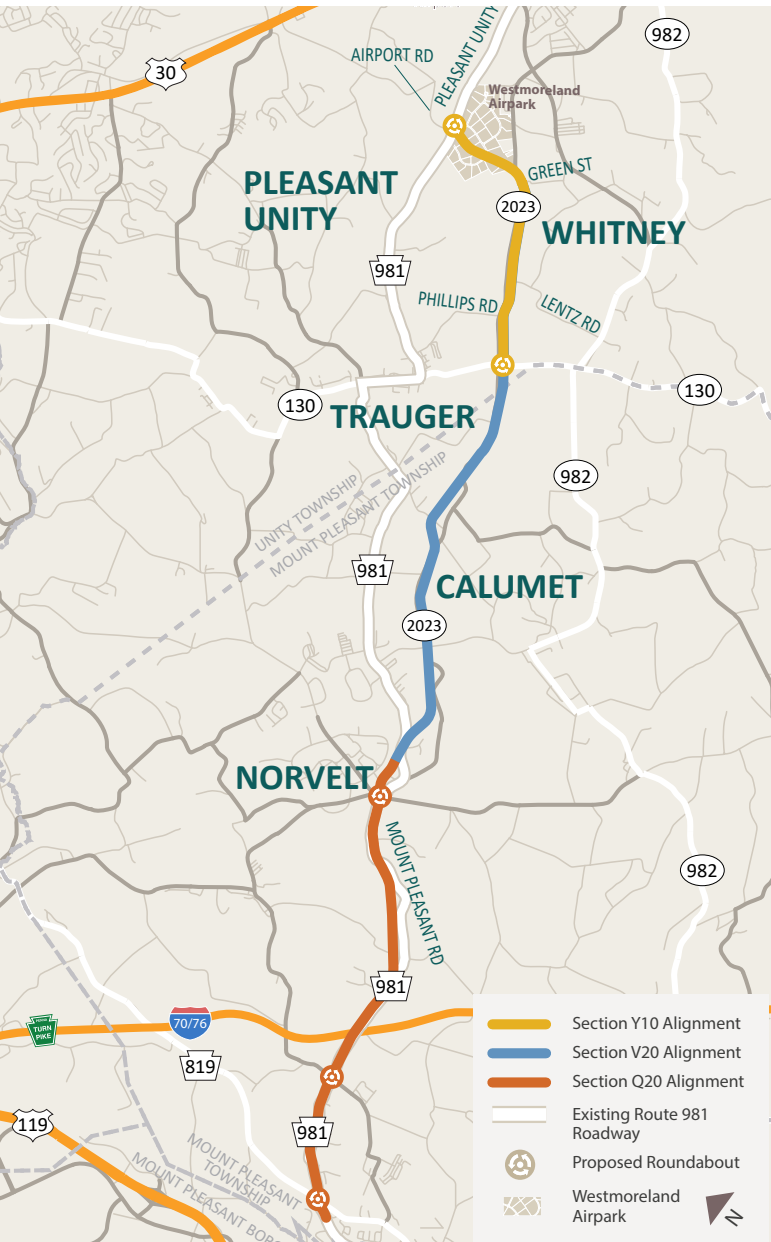 982
30
AIRPORT RD
PLEASANT UNITY
Westmoreland
Airpark
GREEN ST
PLEASANT
UNITY
2023
WHITNEY
981
PHILLIPS RD
LENTZ RD
130
130
TRAUGER
982
UNITY TOWNSHIP
MOUNT PLEASANT TOWNSHIP
981
CALUMET
2023
NORVELT
MOUNT PLEASANT RD
982
981
70/76
TURN
PIKE
819
119
981
MOUNT PLEASANT
TOWNSHIP
MOUNT PLEASANT BORO
Section Y10 Alignment
Section V20 Alignment
Section Q20 Alignment
Existing Route 981
Roadway
Proposed Roundabout
Westmoreland
Airpark
N